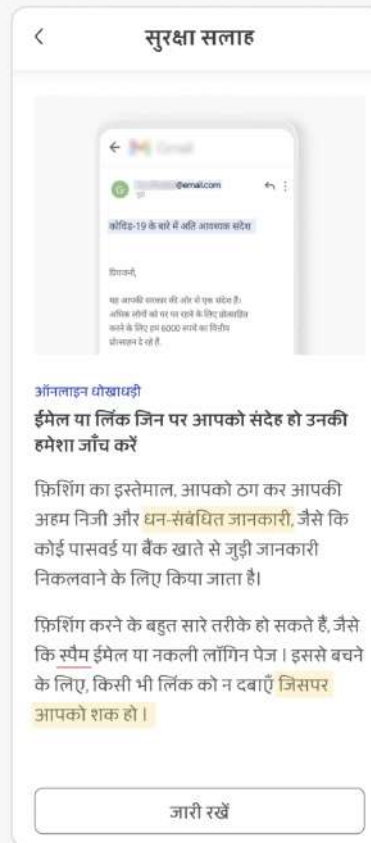 सुरक्षा सलाह
G
@email.com
कोविड-19 के बारे में अति आवश्यक संदेश
प्रियजनों,
यह आपकी सरकार की ओर से एक संदेश है।
अधिक लोगों को घर पर रहने के लिए प्रोत्साहित
करने के लिए हम 6000 रुपये का वित्तीय
प्रोत्साहन दे रहे हैं.
ऑनलाइन धोखाधड़ी
ईमेल या लिंक जिन पर आपको संदेह हो उनकी
हमेशा जाँच करें
फ़िशिंग का इस्तेमाल, आपको ठग कर आपकी
अहम निजी और धन-संबंधित जानकारी, जैसे कि
कोई पासवर्ड या बैंक खाते से जुड़ी जानकारी
निकलवाने के लिए किया जाता है।
फ़िशिंग करने के बहुत सारे तरीके हो सकते हैं, जैसे
कि स्पैम ईमेल या नकली लॉगिन पेज । इससे बचने
के लिए, किसी भी लिंक को न दबाएँ जिसपर
आपको शक हो ।
जारी रखें